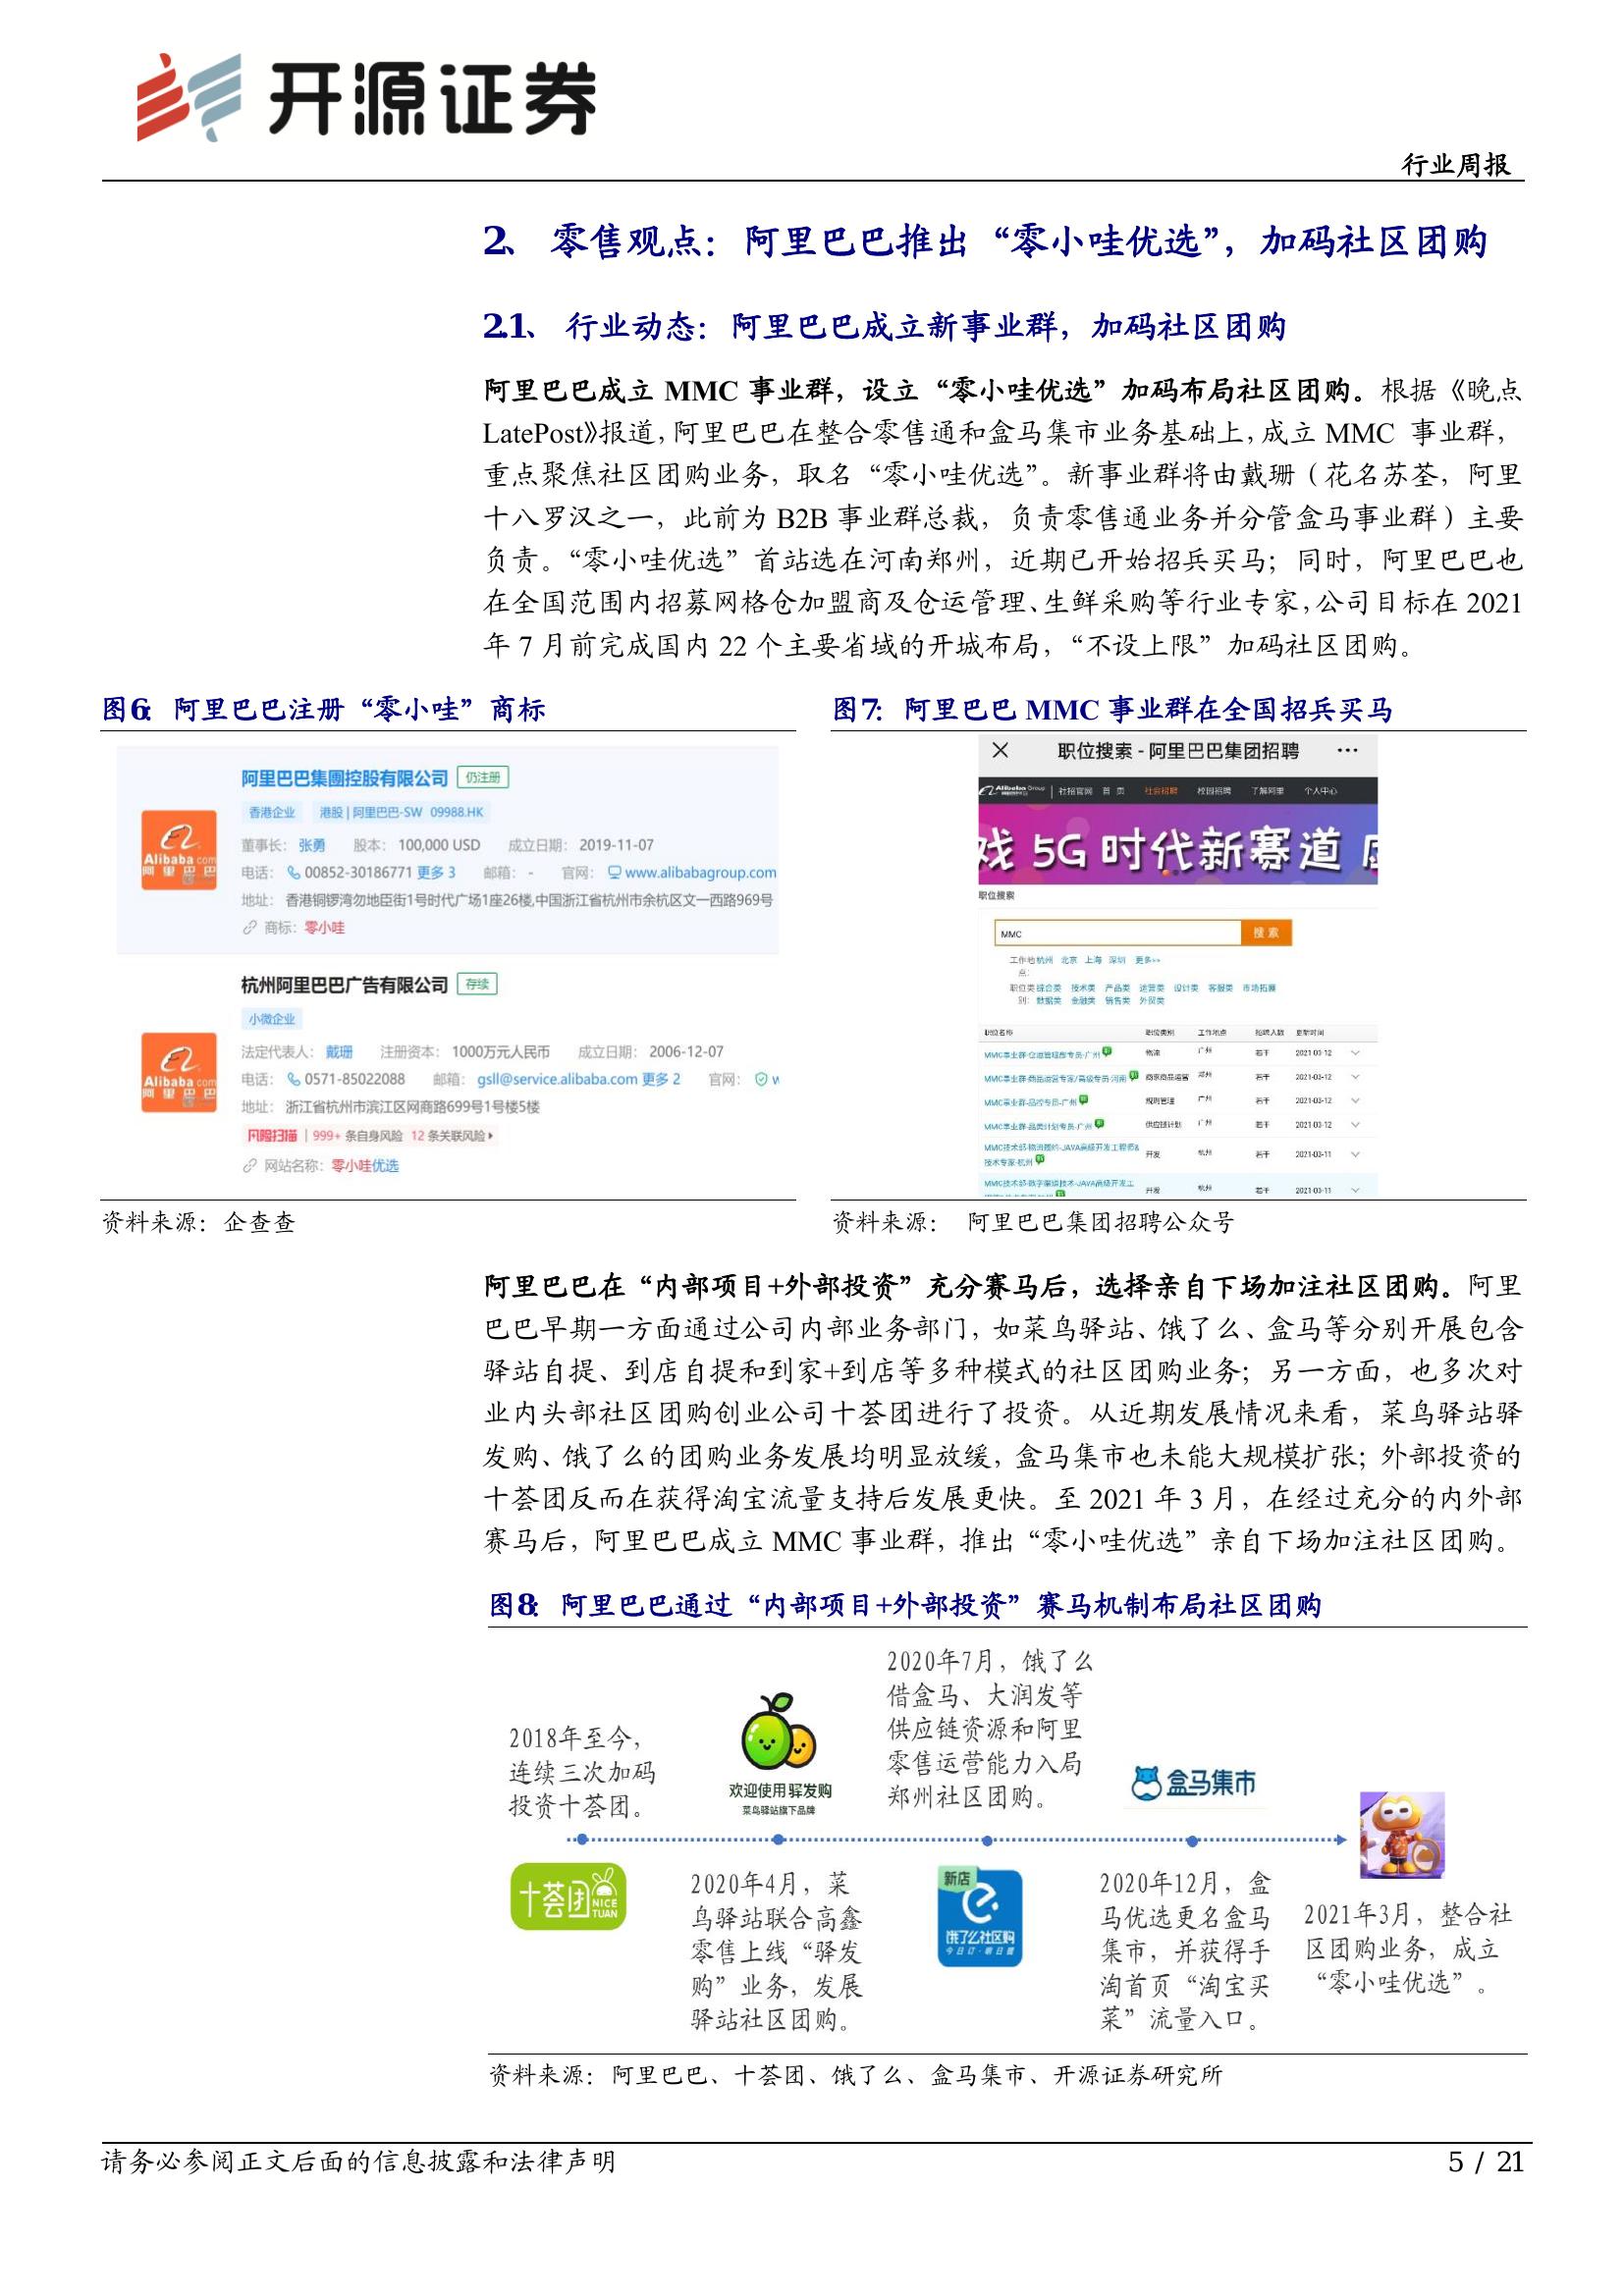 开源证券
行业周报
2、 零售观点：阿里巴巴推出“零小哇优选”，加码社区团购
2.1、 行业动态：阿里巴巴成立新事业群，加码社区团购
阿里巴巴成立 MMC 事业群，设立“零小哇优选”加码布局社区团购。根据《晚点
LatePost》报道，阿里巴巴在整合零售通和盒马集市业务基础上，成立 MMC 事业群，
重点聚焦社区团购业务，取名“零小哇优选”。新事业群将由戴珊（花名苏荃，阿里
十八罗汉之一，此前为 B2B 事业群总裁，负责零售通业务并分管盒马事业群）主要
负责。“零小哇优选”首站选在河南郑州，近期已开始招兵买马；同时，阿里巴巴也
在全国范围内招募网格仓加盟商及仓运管理、生鲜采购等行业专家，公司目标在 2021
年 7 月前完成国内 22 个主要省域的开城布局，“不设上限”加码社区团购。
图6：阿里巴巴注册“零小哇”商标
阿里巴巴集團控股有限公司 仍注册
香港企业 港股 | 阿里巴巴-SW 09988.HK
Alibaba.com
阿里巴巴
董事长： 张勇 股本： 100,000 USD 成立日期： 2019-11-07
电话： 00852-30186771 更多 3 邮箱： - 官网： www.alibabagroup.com
地址： 香港铜锣湾勿地臣街1号时代广场1座26楼,中国浙江省杭州市余杭区文一西路969号
商标： 零小哇
杭州阿里巴巴广告有限公司 存续
小微企业
Alibaba.com
阿里巴巴
法定代表人： 戴珊 注册资本： 1000万元人民币 成立日期： 2006-12-07
电话： 0571-85022088 邮箱： gsll@service.alibaba.com 更多 2 官网： w
地址： 浙江省杭州市滨江区网商路699号1号楼5楼
风险扫描 | 999+ 条自身风险 12 条关联风险
网站名称： 零小哇优选
资料来源：企查查
图7：阿里巴巴 MMC 事业群在全国招兵买马
职位搜索 - 阿里巴巴集团招聘 ···
Alibaba Group | 社招官网 首 页 社会招聘 校园招聘 了解阿里 个人中心
戏 5G 时代新赛道
职位搜索
MMC 搜 索
工作地 杭州 北京 上海 深圳 更多>>
点：
职位类 综合类 技术类 产品类 运营类 设计类 客服类 市场拓展
别： 数据类 金融类 销售类 外贸类
职位名称 职位类别 工作地点 招聘人数 更新时间
MMC事业群-仓运管理部专员-广州 物流 广州 若干 2021-03-12
MMC事业群-商品运营专家/高级专员-河南 商家商品运营 郑州 若干 2021-03-12
MMC事业群-品控专员-广州 规则管理 广州 若干 2021-03-12
MMC事业群-品类计划专员-广州 供应链计划 广州 若干 2021-03-12
MMC技术部-物流履约-JAVA高级开发工程师&
技术专家-杭州 开发 杭州 若干 2021-03-11
MMC技术部-数字渠道技术-JAVA高级开发工 开发 杭州 若干 2021-03-11
资料来源： 阿里巴巴集团招聘公众号
阿里巴巴在“内部项目+外部投资”充分赛马后，选择亲自下场加注社区团购。阿里
巴巴早期一方面通过公司内部业务部门，如菜鸟驿站、饿了么、盒马等分别开展包含
驿站自提、到店自提和到家+到店等多种模式的社区团购业务；另一方面，也多次对
业内头部社区团购创业公司十荟团进行了投资。从近期发展情况来看，菜鸟驿站驿
发购、饿了么的团购业务发展均明显放缓，盒马集市也未能大规模扩张；外部投资的
十荟团反而在获得淘宝流量支持后发展更快。至 2021 年 3 月，在经过充分的内外部
赛马后，阿里巴巴成立 MMC 事业群，推出“零小哇优选”亲自下场加注社区团购。
图8：阿里巴巴通过“内部项目+外部投资”赛马机制布局社区团购
2018年至今，
连续三次加码
投资十荟团。
十荟团
NICE
TUAN
欢迎使用驿发购
菜鸟驿站旗下品牌
2020年4月，菜
鸟驿站联合高鑫
零售上线“驿发
购”业务，发展
驿站社区团购。
2020年7月，饿了么
借盒马、大润发等
供应链资源和阿里
零售运营能力入局
郑州社区团购。
新店
饿了么社区购
今日订·明日提
盒马集市
2020年12月，盒
马优选更名盒马
集市，并获得手
淘首页“淘宝买
菜”流量入口。
2021年3月，整合社
区团购业务，成立
“零小哇优选”。
资料来源：阿里巴巴、十荟团、饿了么、盒马集市、开源证券研究所
请务必参阅正文后面的信息披露和法律声明
5 / 21